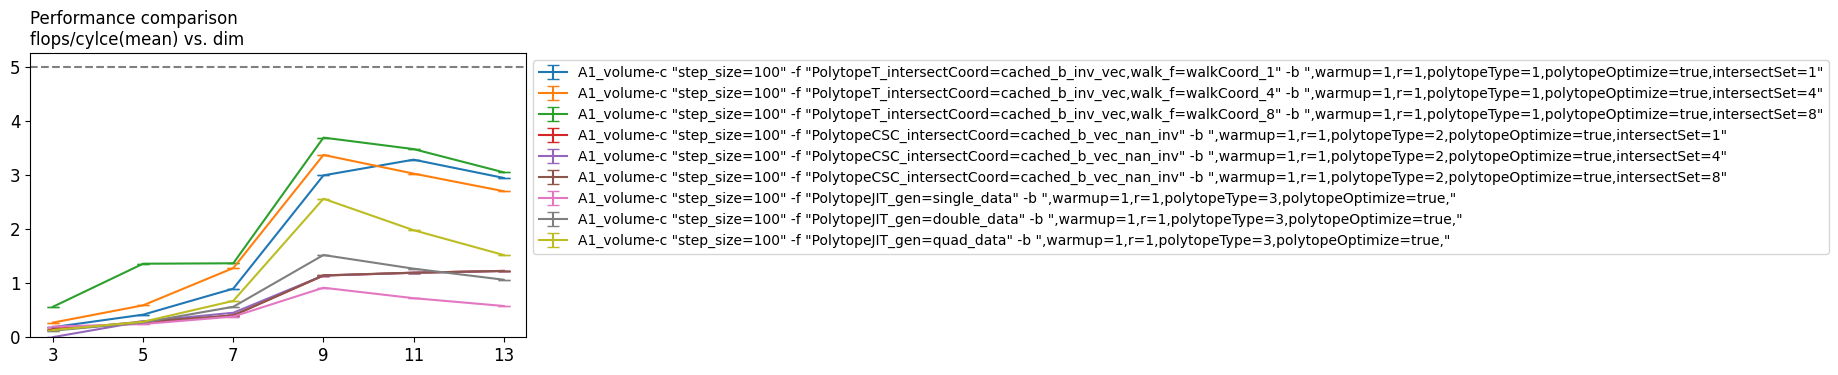 Performance comparison
flops/cylce(mean) vs. dim
5
4
3
2
1
0
3 5 7 9 11 13
A1_volume-c "step_size=100" -f "PolytopeT_intersectCoord=cached_b_inv_vec,walk_f=walkCoord_1" -b ",warmup=1,r=1,polytopeType=1,polytopeOptimize=true,intersectSet=1"
A1_volume-c "step_size=100" -f "PolytopeT_intersectCoord=cached_b_inv_vec,walk_f=walkCoord_4" -b ",warmup=1,r=1,polytopeType=1,polytopeOptimize=true,intersectSet=4"
A1_volume-c "step_size=100" -f "PolytopeT_intersectCoord=cached_b_inv_vec,walk_f=walkCoord_8" -b ",warmup=1,r=1,polytopeType=1,polytopeOptimize=true,intersectSet=8"
A1_volume-c "step_size=100" -f "PolytopeCSC_intersectCoord=cached_b_vec_nan_inv" -b ",warmup=1,r=1,polytopeType=2,polytopeOptimize=true,intersectSet=1"
A1_volume-c "step_size=100" -f "PolytopeCSC_intersectCoord=cached_b_vec_nan_inv" -b ",warmup=1,r=1,polytopeType=2,polytopeOptimize=true,intersectSet=4"
A1_volume-c "step_size=100" -f "PolytopeCSC_intersectCoord=cached_b_vec_nan_inv" -b ",warmup=1,r=1,polytopeType=2,polytopeOptimize=true,intersectSet=8"
A1_volume-c "step_size=100" -f "PolytopeJIT_gen=single_data" -b ",warmup=1,r=1,polytopeType=3,polytopeOptimize=true,"
A1_volume-c "step_size=100" -f "PolytopeJIT_gen=double_data" -b ",warmup=1,r=1,polytopeType=3,polytopeOptimize=true,"
A1_volume-c "step_size=100" -f "PolytopeJIT_gen=quad_data" -b ",warmup=1,r=1,polytopeType=3,polytopeOptimize=true,"